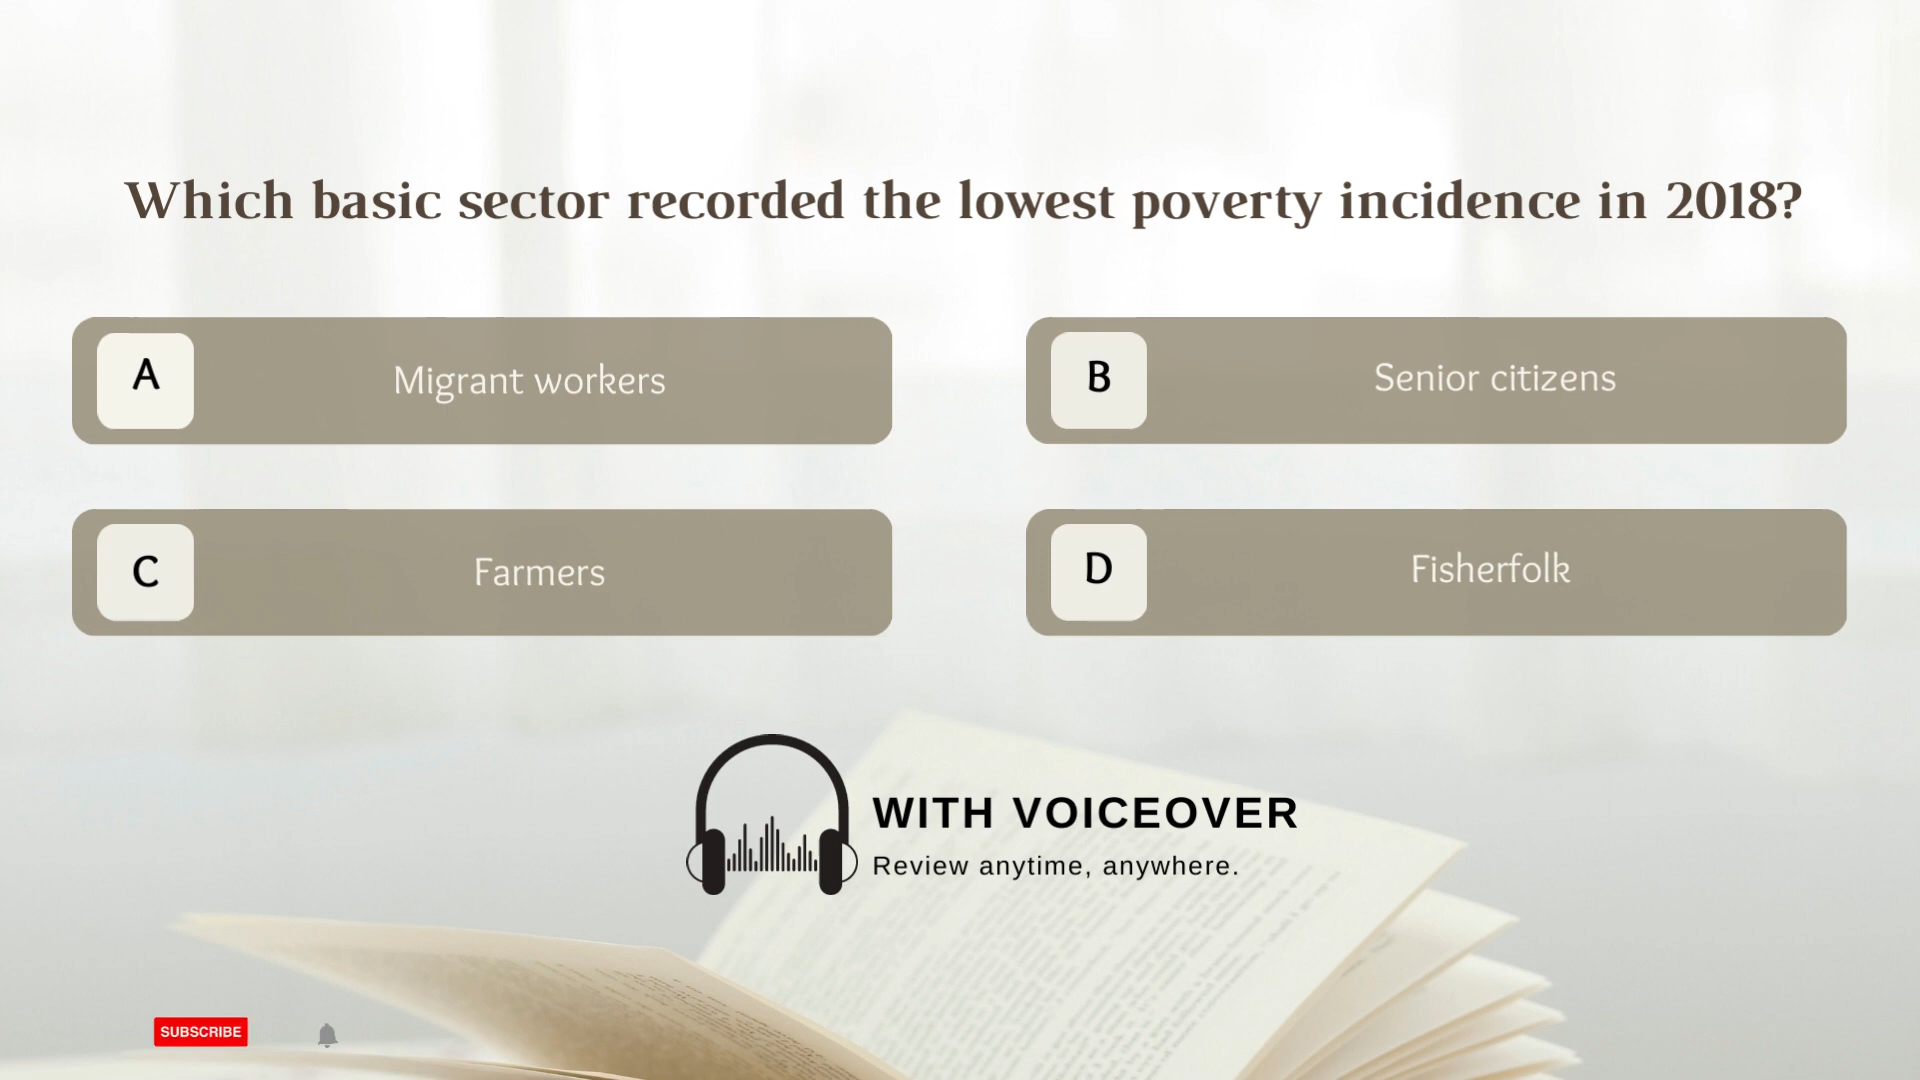 Which basic sector recorded the lowest poverty incidence in 2018?
A
Migrant workers
B
Senior citizens
C
Farmers
D
Fisherfolk
WITH VOICEOVER
Review anytime, anywhere.
SUBSCRIBE